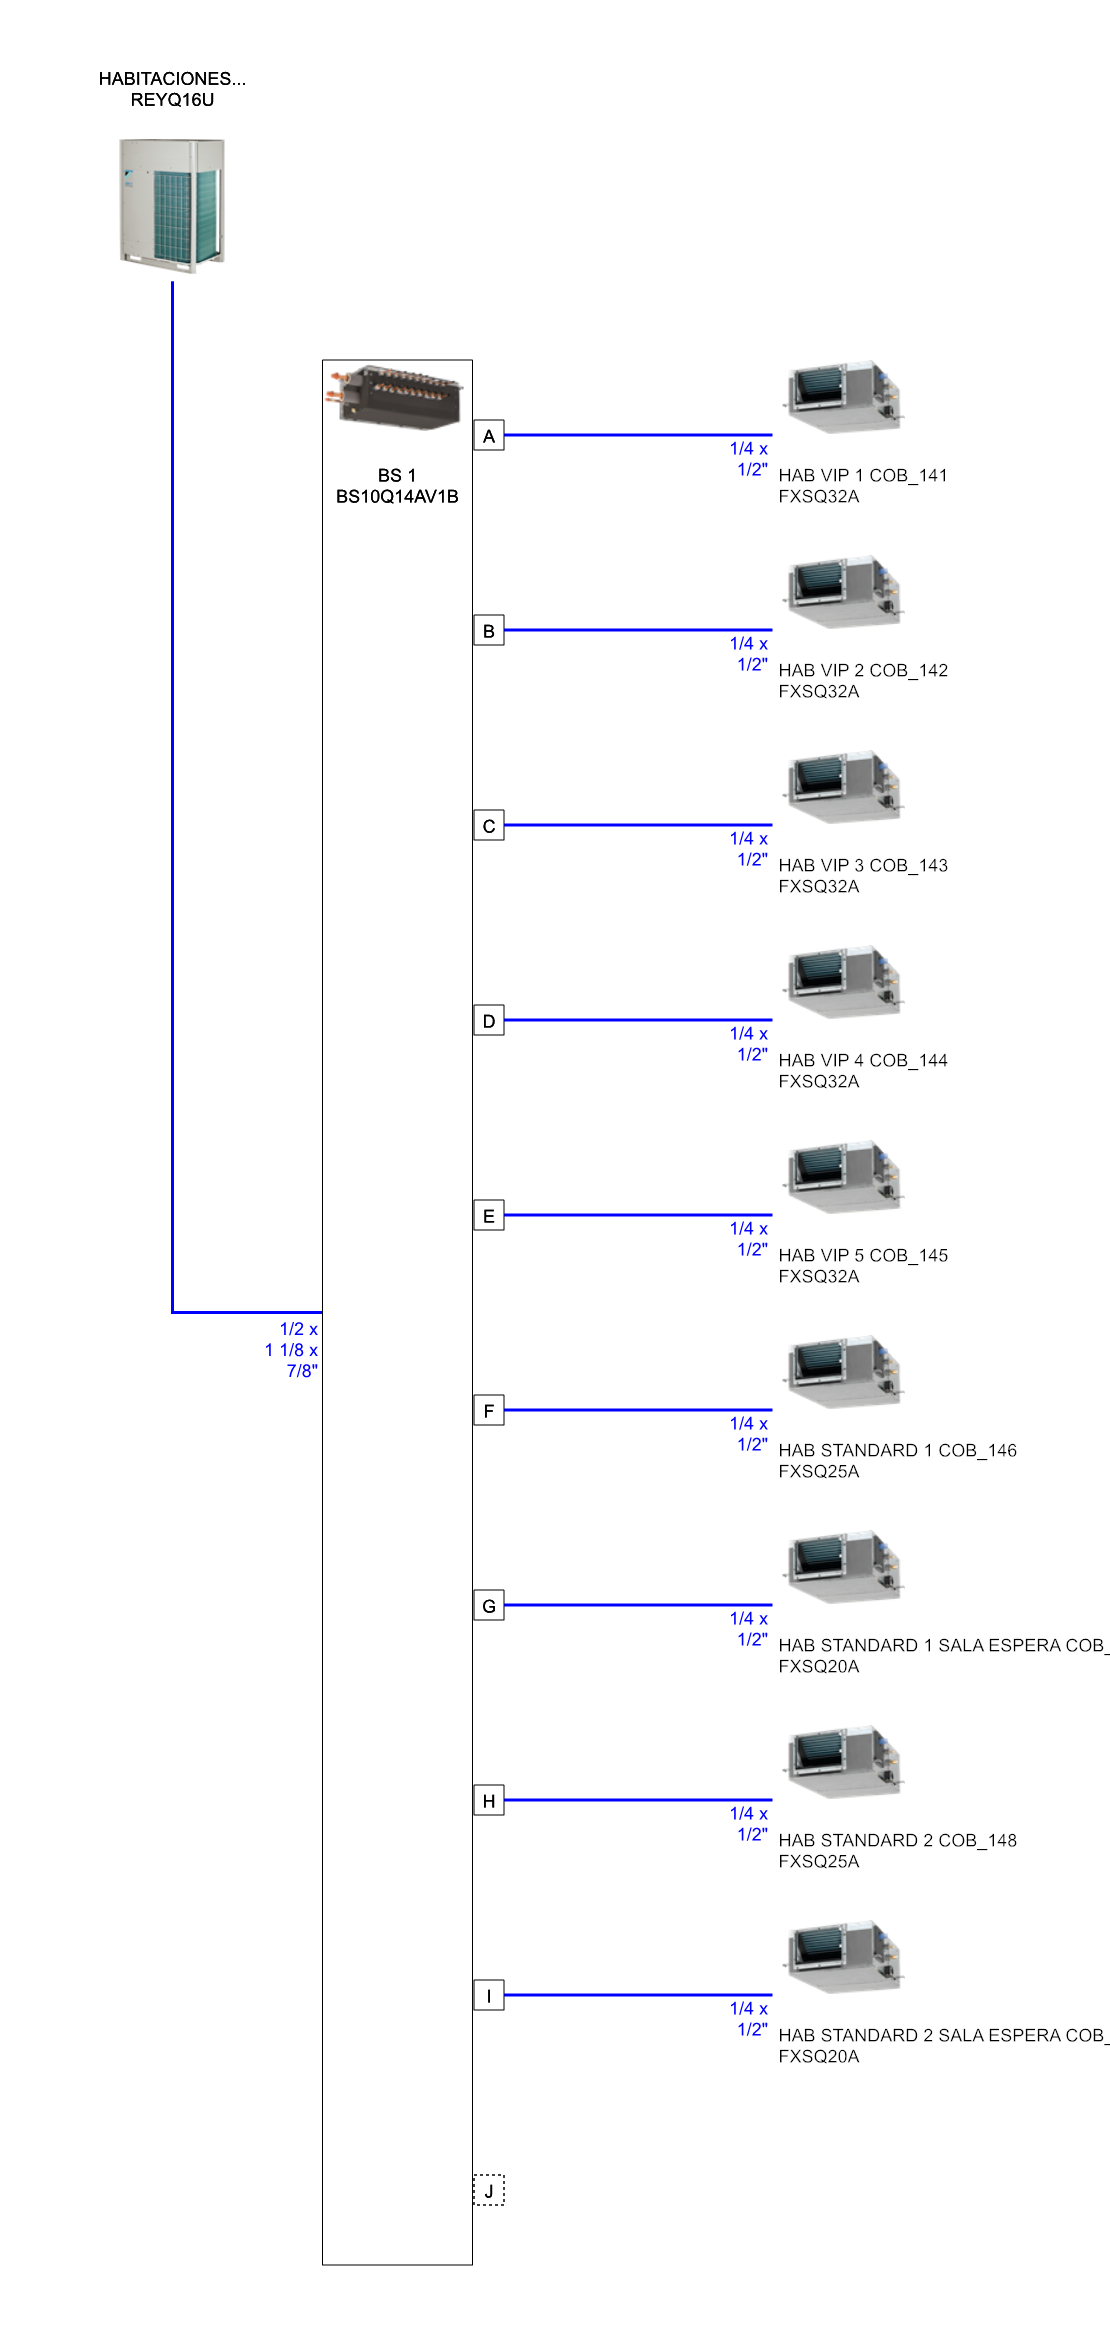 HABITACIONES...
REYQ16U
BS 1
BS10Q14AV1B
A
1/4 x
1/2"
HAB VIP 1 COB_141
FXSQ32A
B
1/4 x
1/2"
HAB VIP 2 COB_142
FXSQ32A
C
1/4 x
1/2"
HAB VIP 3 COB_143
FXSQ32A
D
1/4 x
1/2"
HAB VIP 4 COB_144
FXSQ32A
E
1/4 x
1/2"
HAB VIP 5 COB_145
FXSQ32A
1/2 x
1 1/8 x
7/8"
F
1/4 x
1/2"
HAB STANDARD 1 COB_146
FXSQ25A
G
1/4 x
1/2"
HAB STANDARD 1 SALA ESPERA COB_
FXSQ20A
H
1/4 x
1/2"
HAB STANDARD 2 COB_148
FXSQ25A
I
1/4 x
1/2"
HAB STANDARD 2 SALA ESPERA COB_
FXSQ20A
J